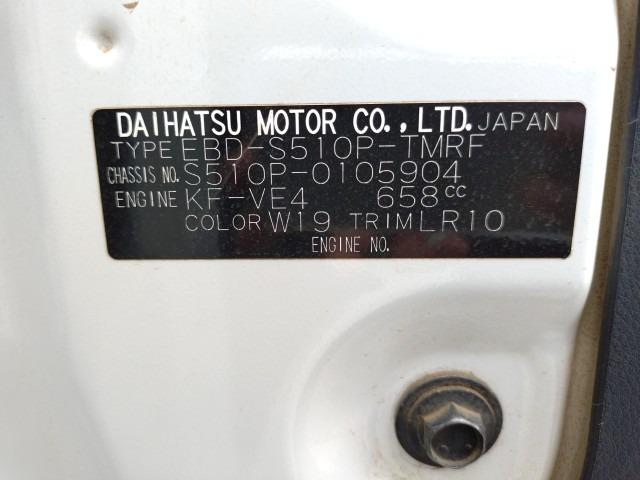 DAIHATSU MOTOR CO., LTD. JAPAN
TYPE EBD-S510P-TMRF
CHASSIS NO. S510P-0105904
ENGINE KF-VE4 658cc
COLOR W19 TRIM LR10
ENGINE NO.